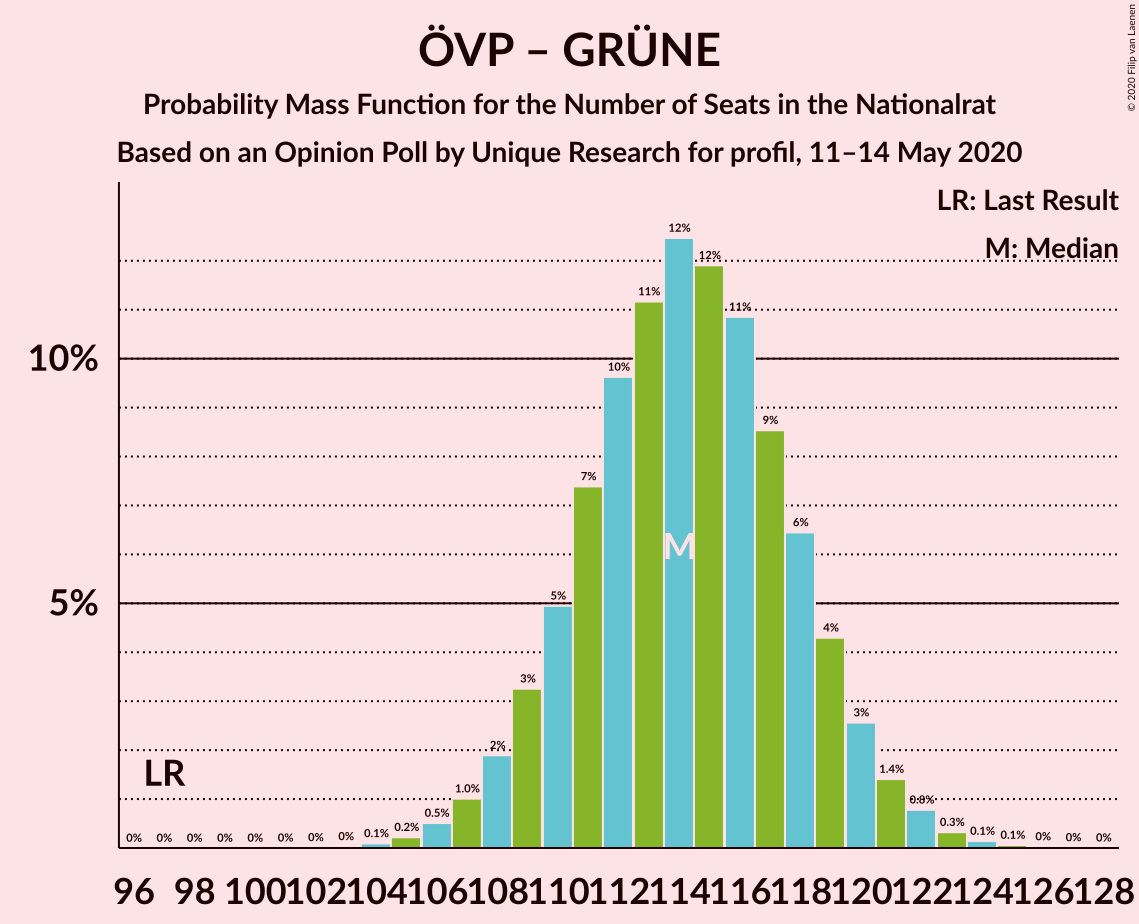 ÖVP – GRÜNE
Probability Mass Function for the Number of Seats in the Nationalrat
Based on an Opinion Poll by Unique Research for profil, 11–14 May 2020
© 2020 Filip van Laenen
LR: Last Result
M: Median
10%
5%
LR
M
0% 0% 0% 0% 0% 0% 0% 0% 0.1% 0.2% 0.5% 1.0% 2% 3% 5% 7% 10% 11% 12% 12% 11% 9% 6% 4% 3% 1.4% 0.8% 0.3% 0.1% 0.1% 0% 0% 0%
96 98 100 102 104 106 108 110 112 114 116 118 120 122 124 126 128